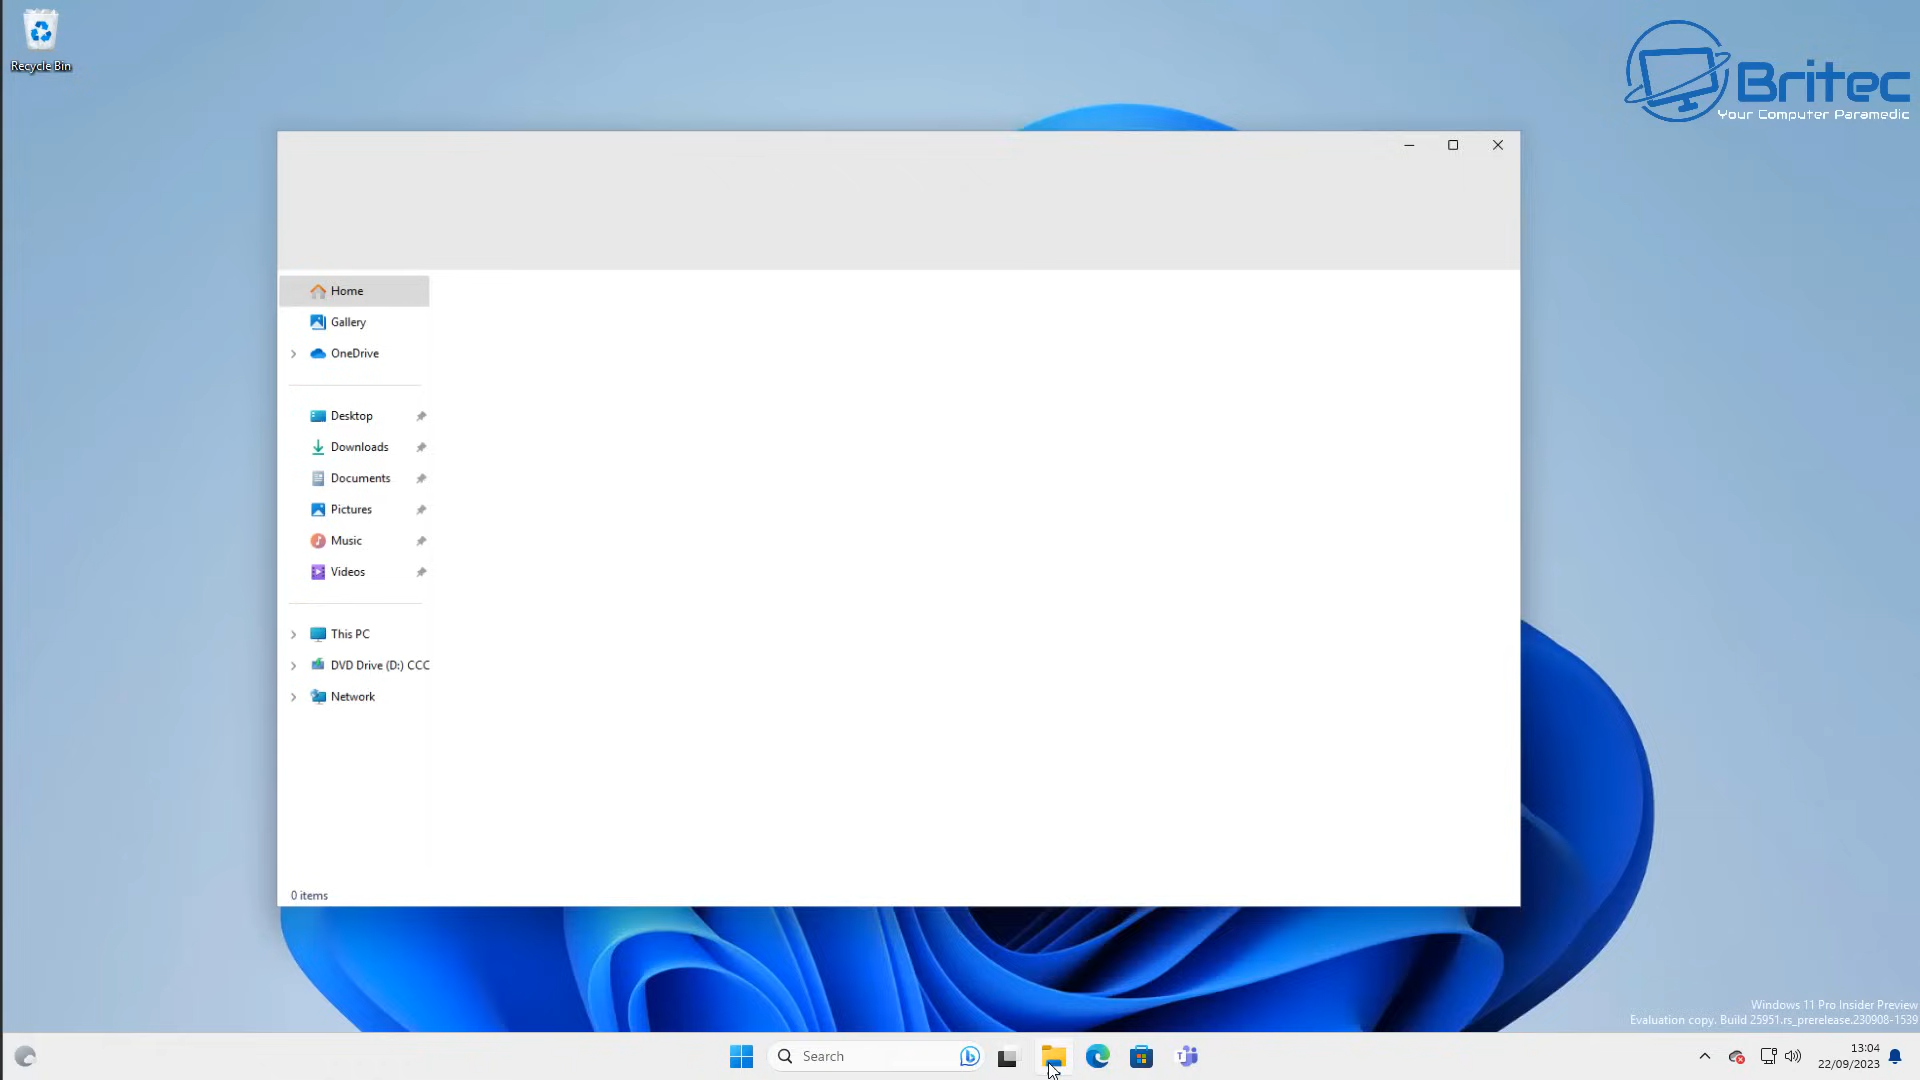 Recycle Bin
Britec
Your Computer Paramedic
Home
Gallery
OneDrive
Desktop
Downloads
Documents
Pictures
Music
Videos
This PC
DVD Drive (D:) CCC
Network
0 items
Windows 11 Pro Insider Preview
Evaluation copy. Build 25951.rs_prerelease.230908-1539
Search
13:04
22/09/2023